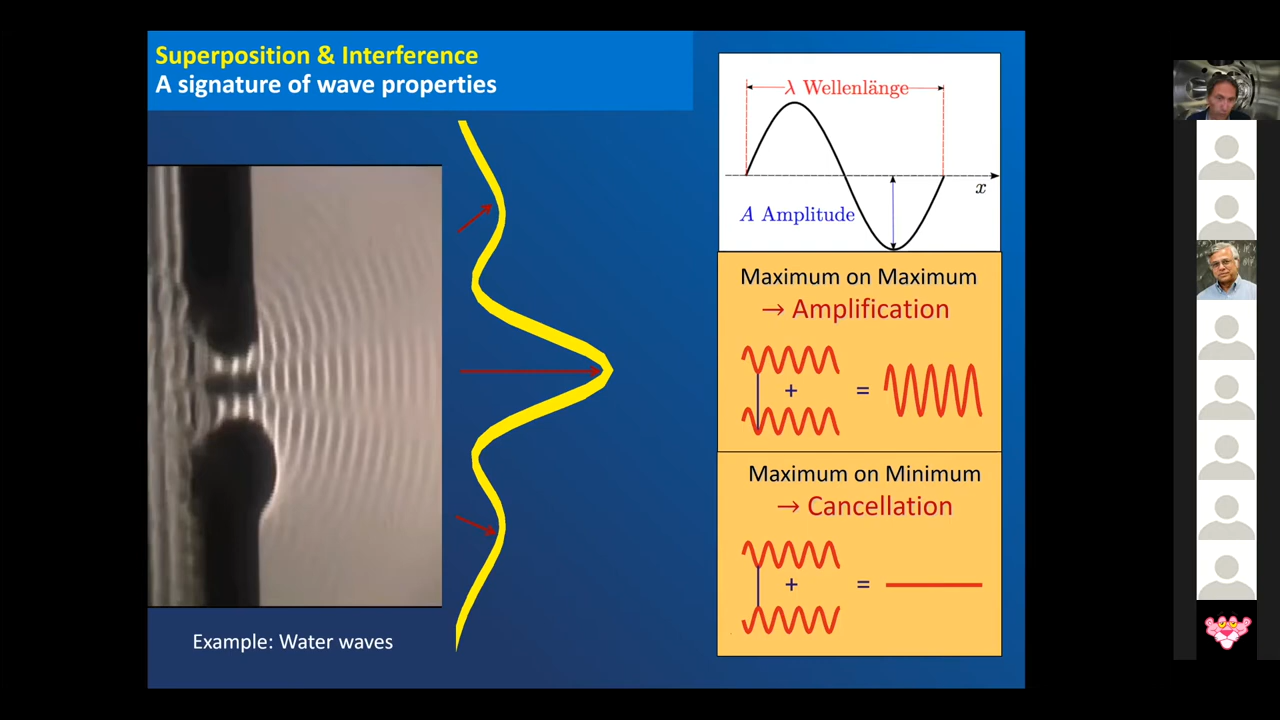 Superposition & Interference
A signature of wave properties
λ Wellenlänge
x
A Amplitude
Maximum on Maximum
→ Amplification
+
=
Maximum on Minimum
→ Cancellation
+
=
Example: Water waves